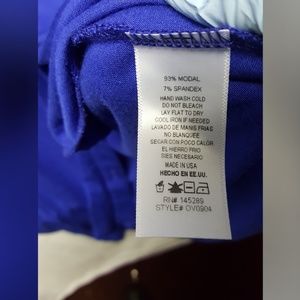 93% MODAL
7% SPANDEX
HAND WASH COLD
DO NOT BLEACH
LAY FLAT TO DRY
COOL IRON IF NEEDED
LAVADO DE MANIS FRIAS
NO BLANQUEE
SECAR CON POCO CALOR
EL HIERRO FRIO
SIES NECESARIO
MADE IN USA
HECHO EN EE.UU.
RN# 145289
STYLE# OV0904